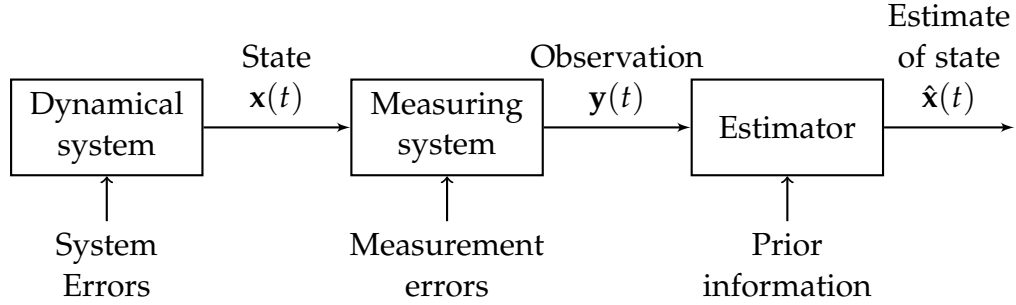 Dynamical
system
State
𝐱(t)
Measuring
system
Observation
𝐲(t)
Estimator
Estimate
of state
𝐱̂(t)
System
Errors
Measurement
errors
Prior
information